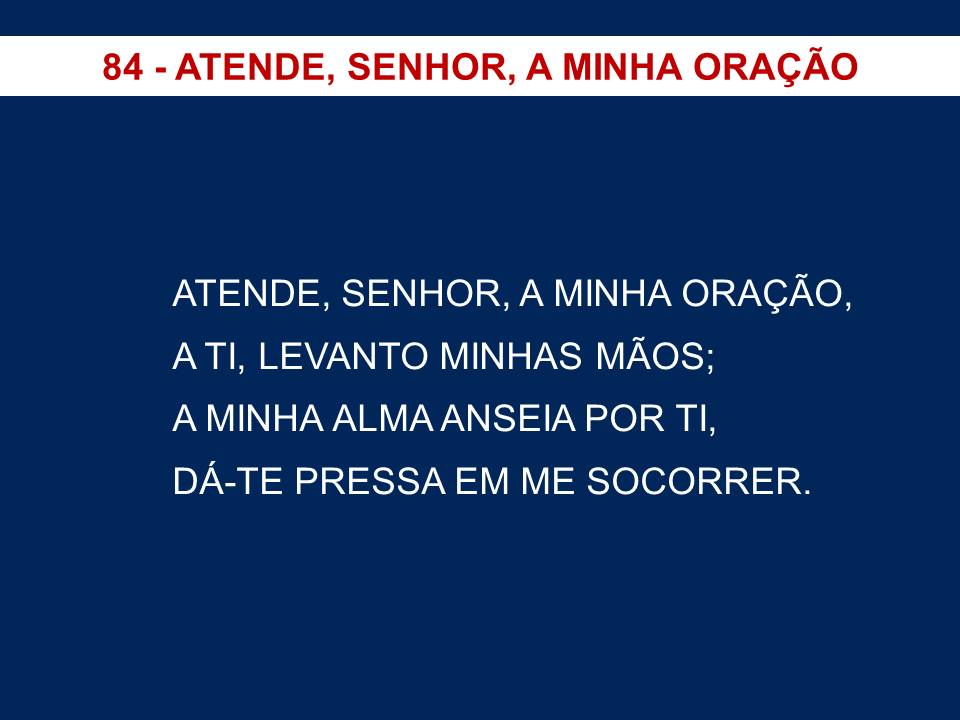 84 - ATENDE, SENHOR, A MINHA ORAÇÃO
ATENDE, SENHOR, A MINHA ORAÇÃO,
A TI, LEVANTO MINHAS MÃOS;
A MINHA ALMA ANSEIA POR TI,
DÁ-TE PRESSA EM ME SOCORRER.